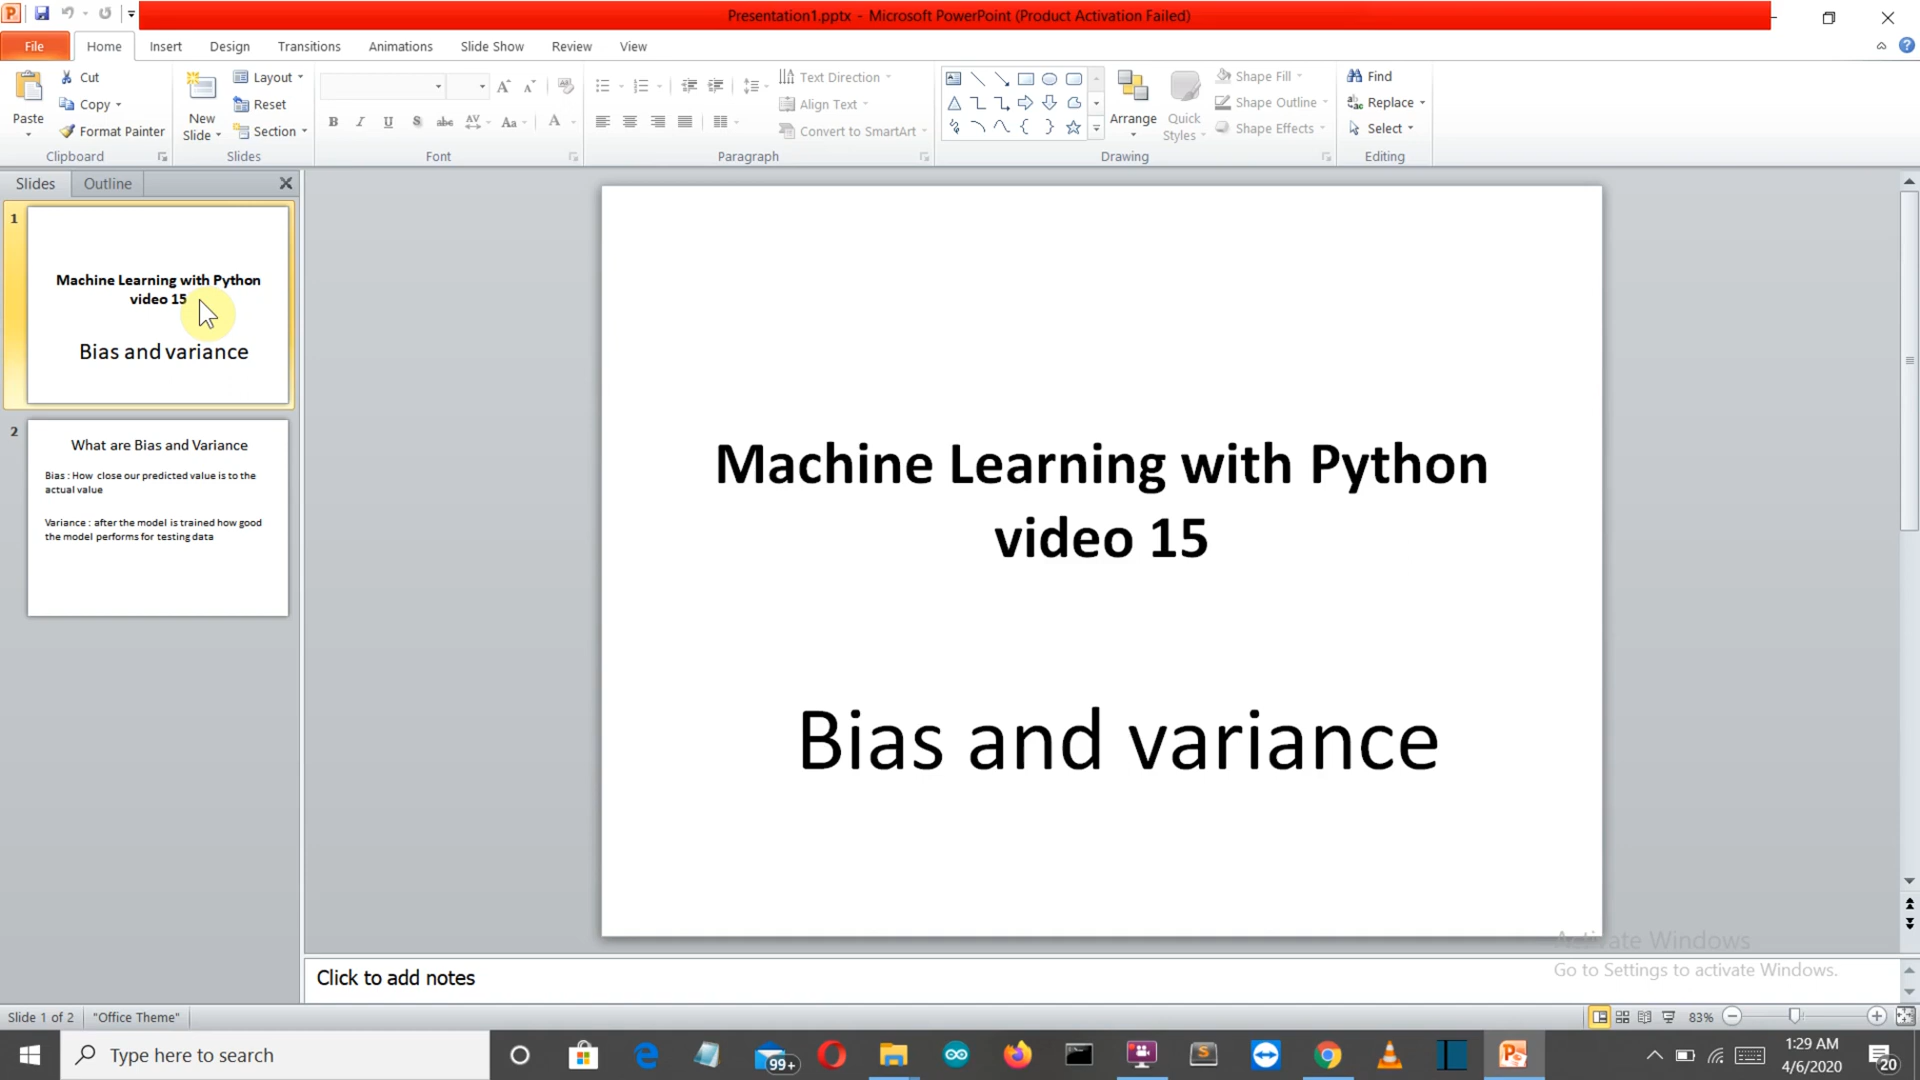 Presentation1.pptx - Microsoft PowerPoint (Product Activation Failed)
File Home Insert Design Transitions Animations Slide Show Review View
Paste
Cut
Copy
Format Painter
Clipboard
New
Slide
Layout
Reset
Section
Slides
Font
Text Direction
Align Text
Convert to SmartArt
Paragraph
Arrange
Quick
Styles
Shape Fill
Shape Outline
Shape Effects
Drawing
Find
Replace
Select
Editing
Slides Outline
1
Machine Learning with Python
video 15
Bias and variance
2
What are Bias and Variance
Bias : How close our predicted value is to the
actual value
Variance : after the model is trained how good
the model performs for testing data
Machine Learning with Python
video 15
Bias and variance
Activate Windows
Go to Settings to activate Windows.
Click to add notes
Slide 1 of 2 "Office Theme" 83%
Type here to search
99+
1:29 AM
4/6/2020
20